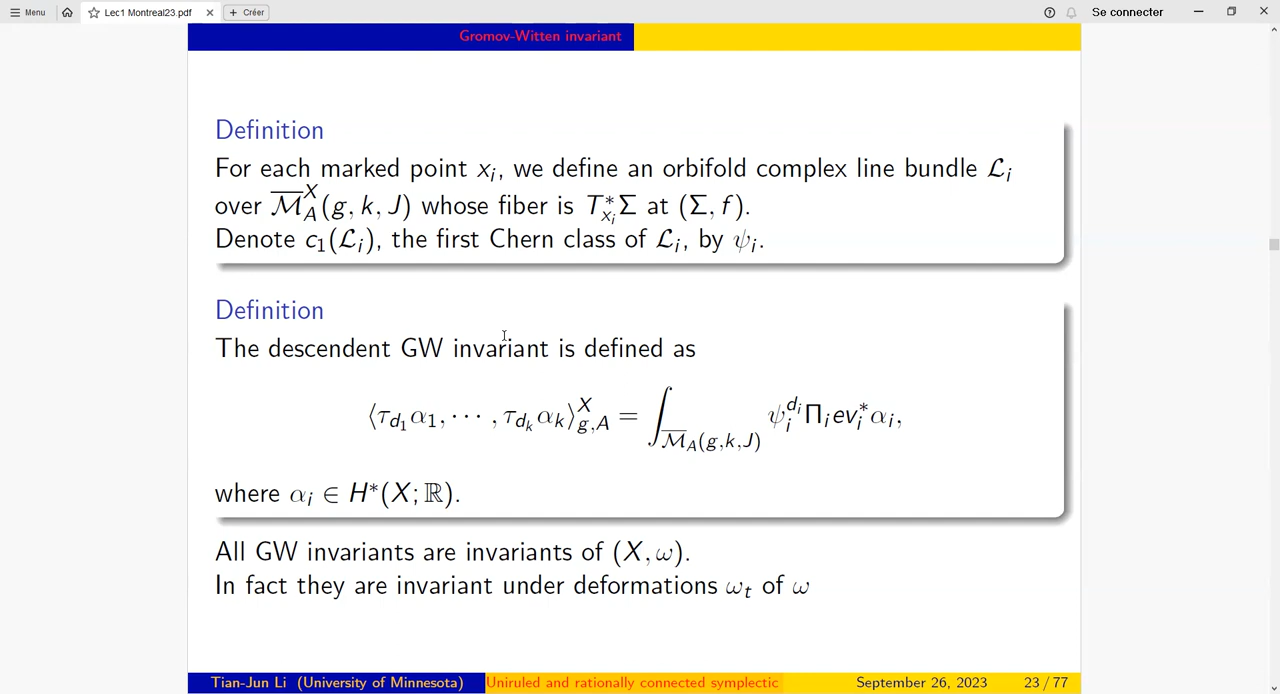 Menu
Lec1 Montreal23.pdf
Créer
Se connecter
Gromov-Witten invariant
Definition
For each marked point x_i, we define an orbifold complex line bundle ℒ_i
over \overline{ℳ}_A^X(g, k, J) whose fiber is T*_{x_i}Σ at (Σ, f).
Denote c_1(ℒ_i), the first Chern class of ℒ_i, by ψ_i.
Definition
The descendent GW invariant is defined as
⟨τ_{d_1}α_1, ⋯ , τ_{d_k}α_k⟩^X_{g,A} = ∫_{\overline{ℳ}_A(g,k,J)} ψ_i^{d_i} Π_i ev_i^* α_i,
where α_i ∈ H*(X; ℝ).
All GW invariants are invariants of (X, ω).
In fact they are invariant under deformations ω_t of ω
Tian-Jun Li (University of Minnesota) Uniruled and rationally connected symplectic September 26, 2023 23 / 77